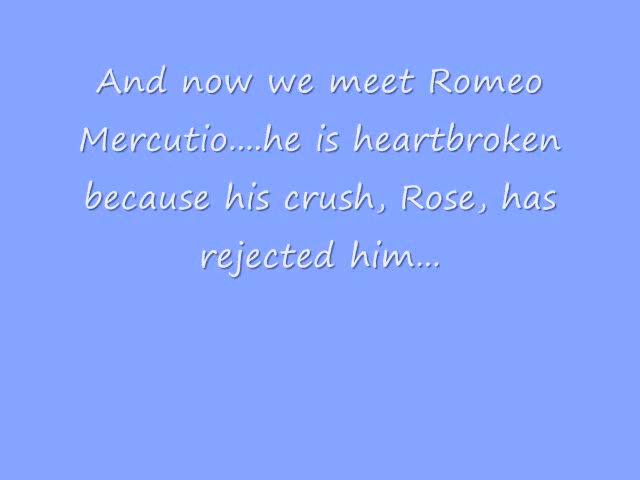 And now we meet Romeo
Mercutio....he is heartbroken
because his crush, Rose, has
rejected him...